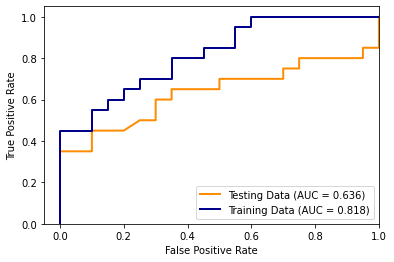 1.0
0.8
0.6
0.4
0.2
0.0
True Positive Rate
Testing Data (AUC = 0.636)
Training Data (AUC = 0.818)
0.0 0.2 0.4 0.6 0.8 1.0
False Positive Rate